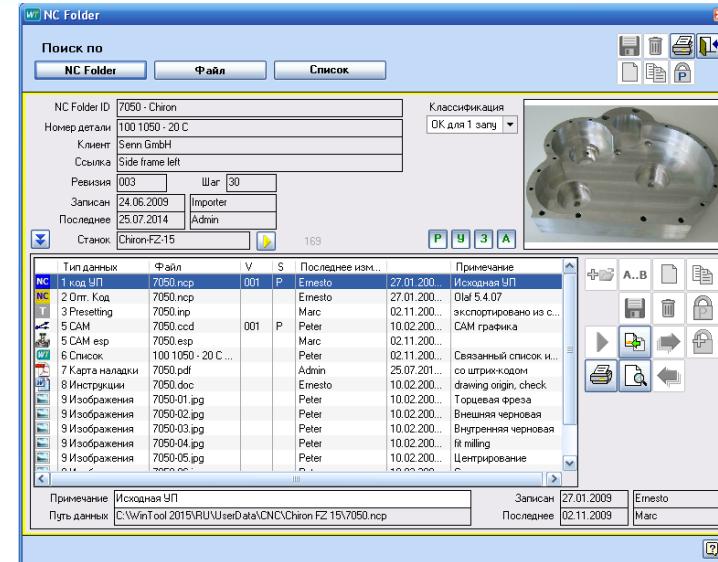 NC Folder
Поиск по
NC Folder Файл Список
P
NC Folder ID 7050 - Chiron
Классификация
Номер детали 100 1050 - 20 C
ОК для 1 запу
Клиент Senn GmbH
Ссылка Side frame left
Ревизия 003 Шаг 30
Записан 24.06.2009 Importer
Последнее 25.07.2014 Admin
Станок Chiron-FZ-15 169 Р У З А
Тип данных Файл V S Последнее изм... Примечание
NC 1 код УП 7050.ncp 001 P Ernesto 27.01.200... Исходная УП
NC 2 Опт. Код 7050.ncp Ernesto 27.01.200... Olaf 5.4.07
T 3 Presetting 7050.inp Marc 02.11.200... экспортировано из с...
5 CAM 7050.ccd 001 P Peter 10.02.200... CAM графика
5 CAM esp 7050.esp Marc 02.11.200...
WT 6 Список 100 1050 - 20 C ... Peter 02.11.200... Связанный список и...
7 Карта наладки 7050.pdf Admin 25.07.201... со штрих-кодом
8 Инструкции 7050.doc Ernesto 10.02.200... drawing origin, check
9 Изображения 7050-01.jpg Peter 10.02.200... Торцевая фреза
9 Изображения 7050-02.jpg Peter 10.02.200... Внешняя черновая
9 Изображения 7050-03.jpg Peter 10.02.200... Внутренняя черновая
9 Изображения 7050-04.jpg Peter 10.02.200... fit milling
9 Изображения 7050-05.jpg Peter 10.02.200... Центрирование
A..B
P
Примечание Исходная УП Записан 27.01.2009 Ernesto
Путь данных C:\WinTool 2015\RU\UserData\CNC\Chiron FZ 15\7050.ncp Последнее 02.11.2009 Marc